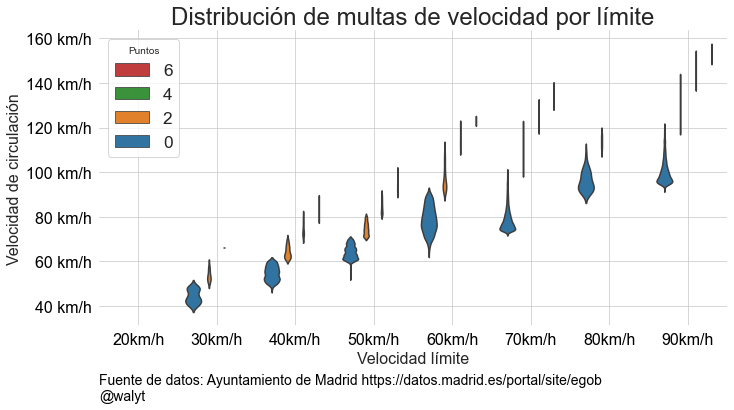 Distribución de multas de velocidad por límite
Velocidad de circulación
160 km/h
140 km/h
120 km/h
100 km/h
80 km/h
60 km/h
40 km/h
Puntos
6
4
2
0
20km/h 30km/h 40km/h 50km/h 60km/h 70km/h 80km/h 90km/h
Velocidad límite
Fuente de datos: Ayuntamiento de Madrid https://datos.madrid.es/portal/site/egob
@walyt